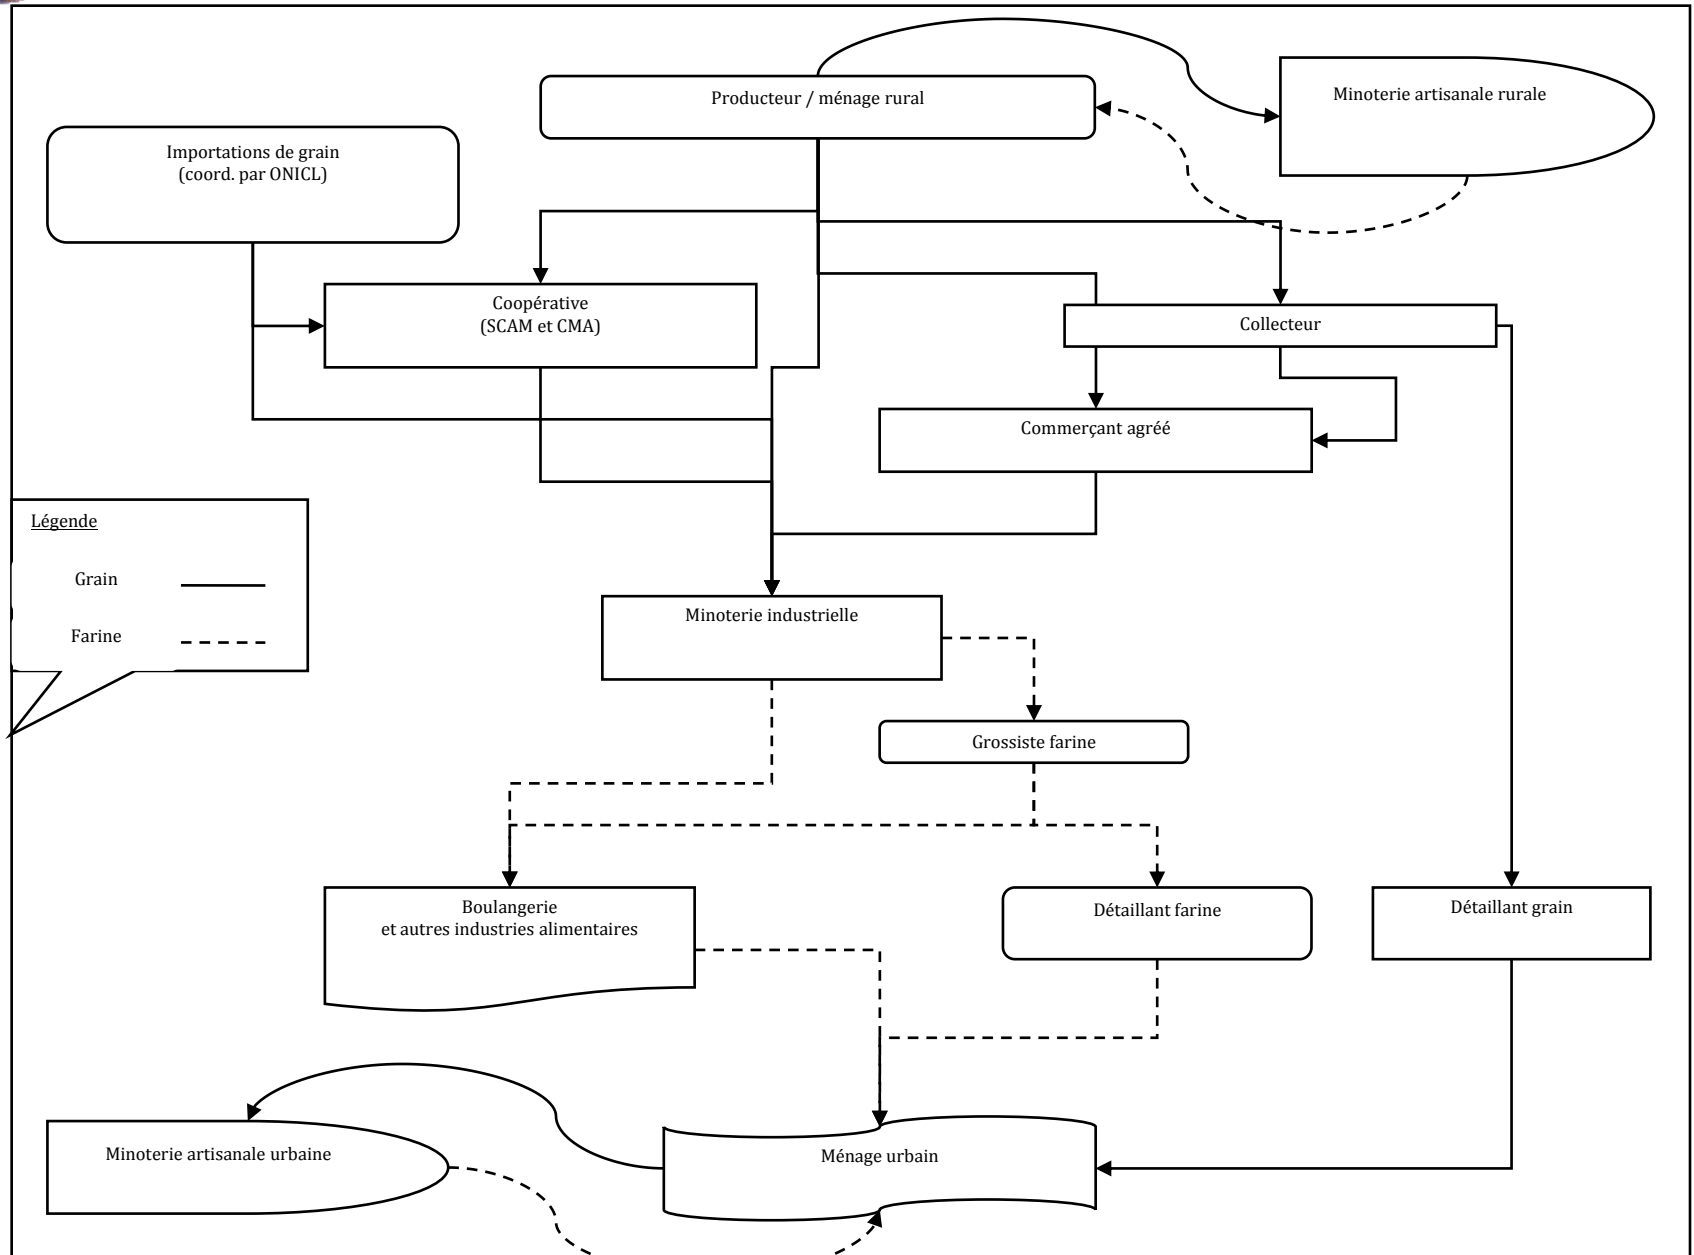 Producteur / ménage rural
Minoterie artisanale rurale
Importations de grain
(coord. par ONICL)
Coopérative
(SCAM et CMA)
Collecteur
Commerçant agréé
Légende
Grain
Farine
Minoterie industrielle
Grossiste farine
Boulangerie
et autres industries alimentaires
Détaillant farine
Détaillant grain
Minoterie artisanale urbaine
Ménage urbain